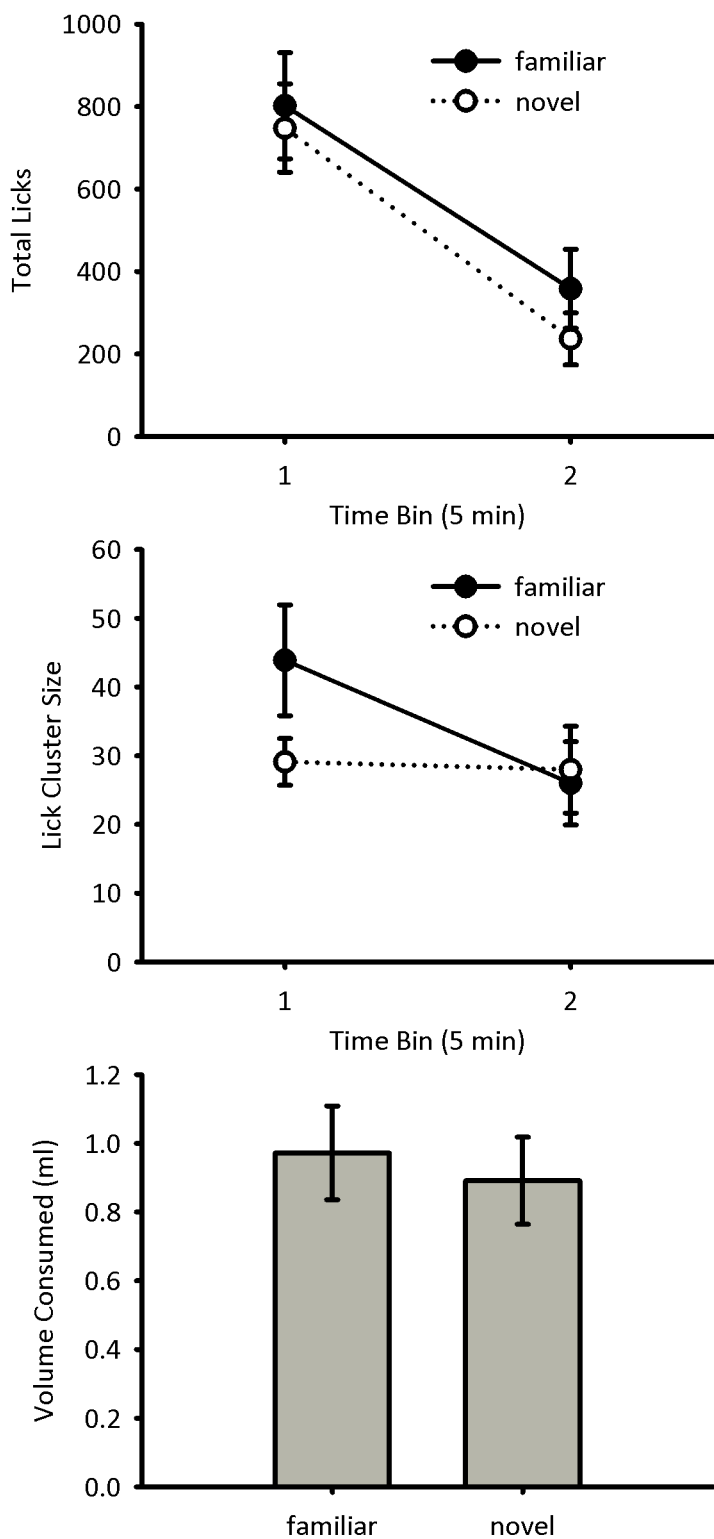 1000
familiar
novel
800
600
400
200
0
Total Licks
1 2
Time Bin (5 min)
60
familiar
novel
50
40
30
20
10
0
Lick Cluster Size
1 2
Time Bin (5 min)
1.2
1.0
0.8
0.6
0.4
0.2
0.0
Volume Consumed (ml)
familiar novel